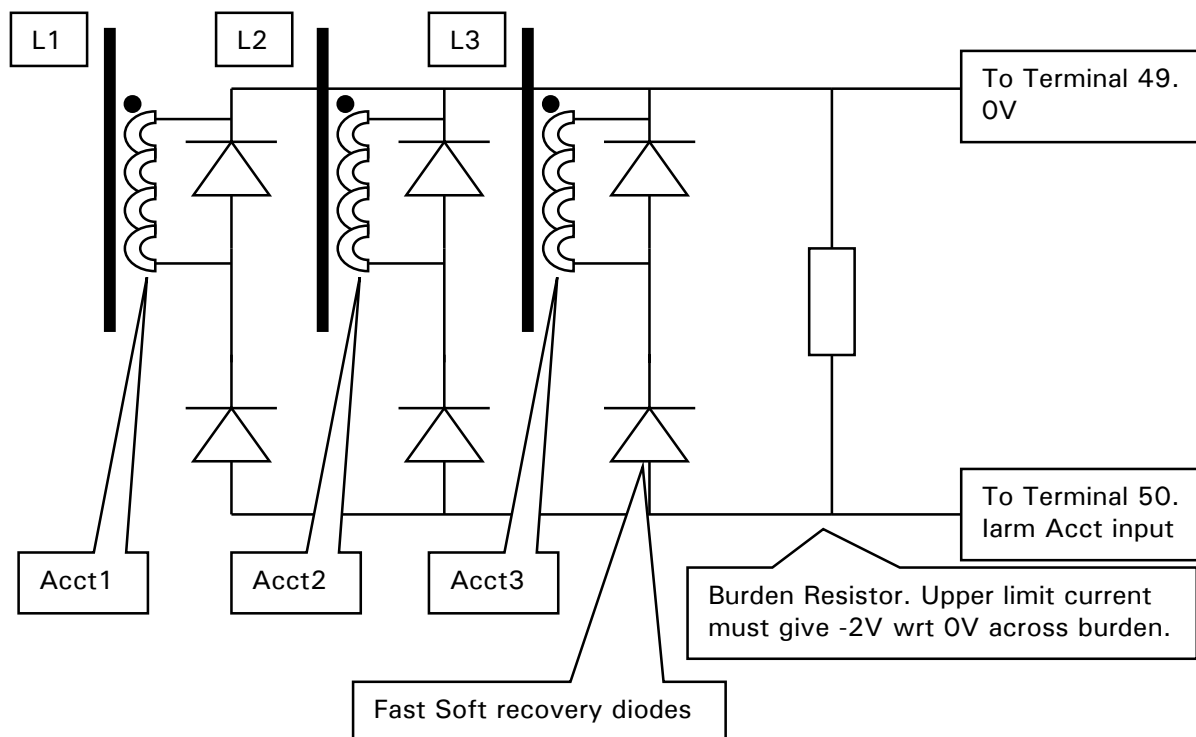 L1
L2
L3
To Terminal 49.
0V
To Terminal 50.
Iarm Acct input
Acct1
Acct2
Acct3
Burden Resistor. Upper limit current
must give -2V wrt 0V across burden.
Fast Soft recovery diodes